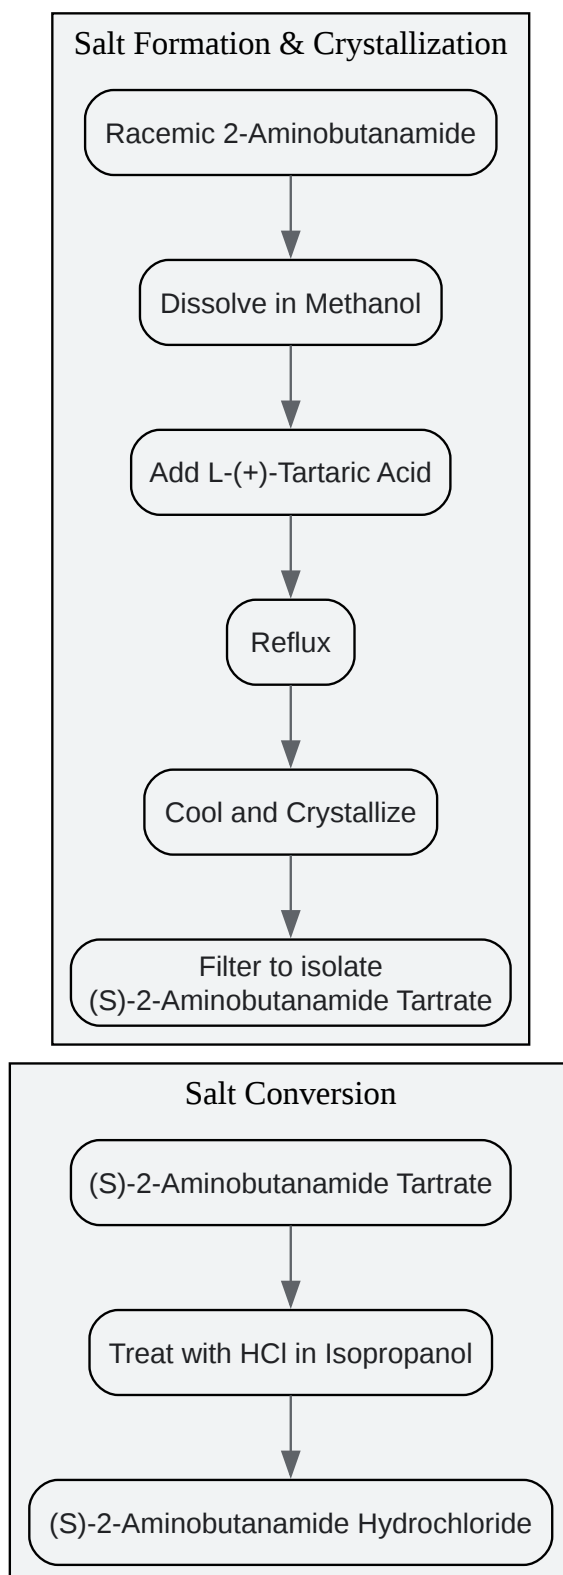 Salt Formation & Crystallization
Racemic 2-Aminobutanamide
Dissolve in Methanol
Add L-(+)-Tartaric Acid
Reflux
Cool and Crystallize
Filter to isolate
(S)-2-Aminobutanamide Tartrate
Salt Conversion
(S)-2-Aminobutanamide Tartrate
Treat with HCl in Isopropanol
(S)-2-Aminobutanamide Hydrochloride